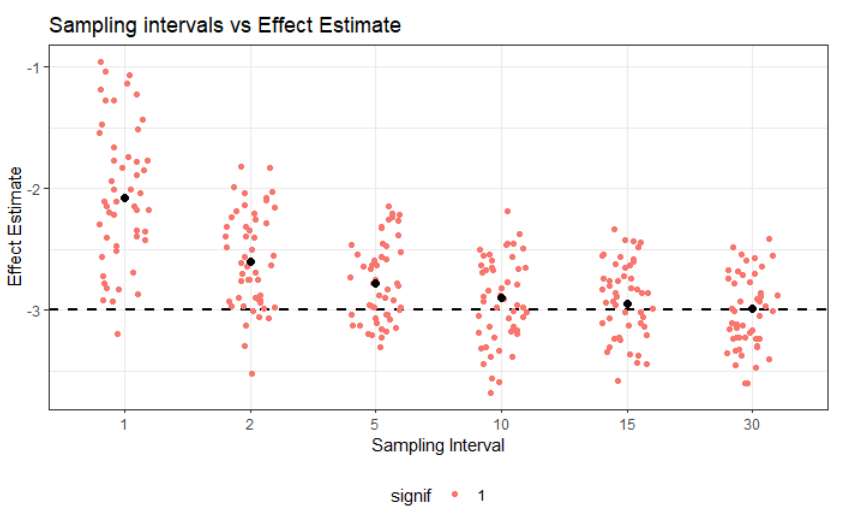 Sampling intervals vs Effect Estimate
-1
-2
-3
Effect Estimate
1 2 5 10 15 30
Sampling Interval
signif 1